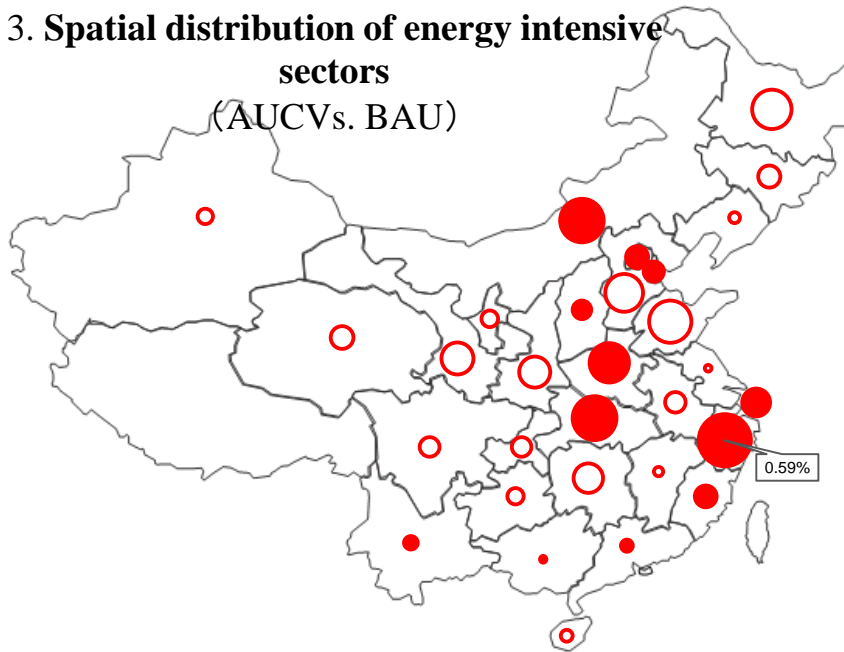 3. Spatial distribution of energy intensive
sectors
（AUCVs. BAU）
0.59%